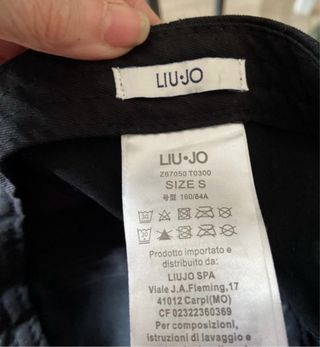 LIU·JO
LIU•JO
Z67050 T0300
SIZE S
号型 160/84A
Prodotto importato e
distribuito da:
LIUJO SPA
Viale J.A.Fleming,17
41012 Carpi(MO)
CF 02322360369
Per composizioni,
istruzioni di lavaggio e